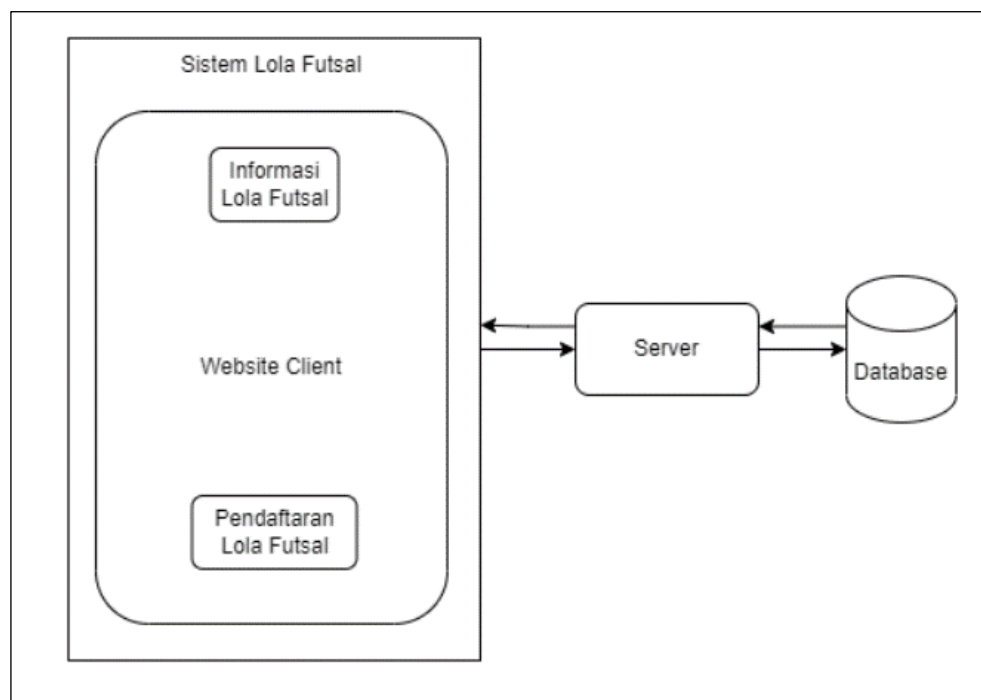 Sistem Lola Futsal
Informasi
Lola Futsal
Website Client
Pendaftaran
Lola Futsal
Server
Database